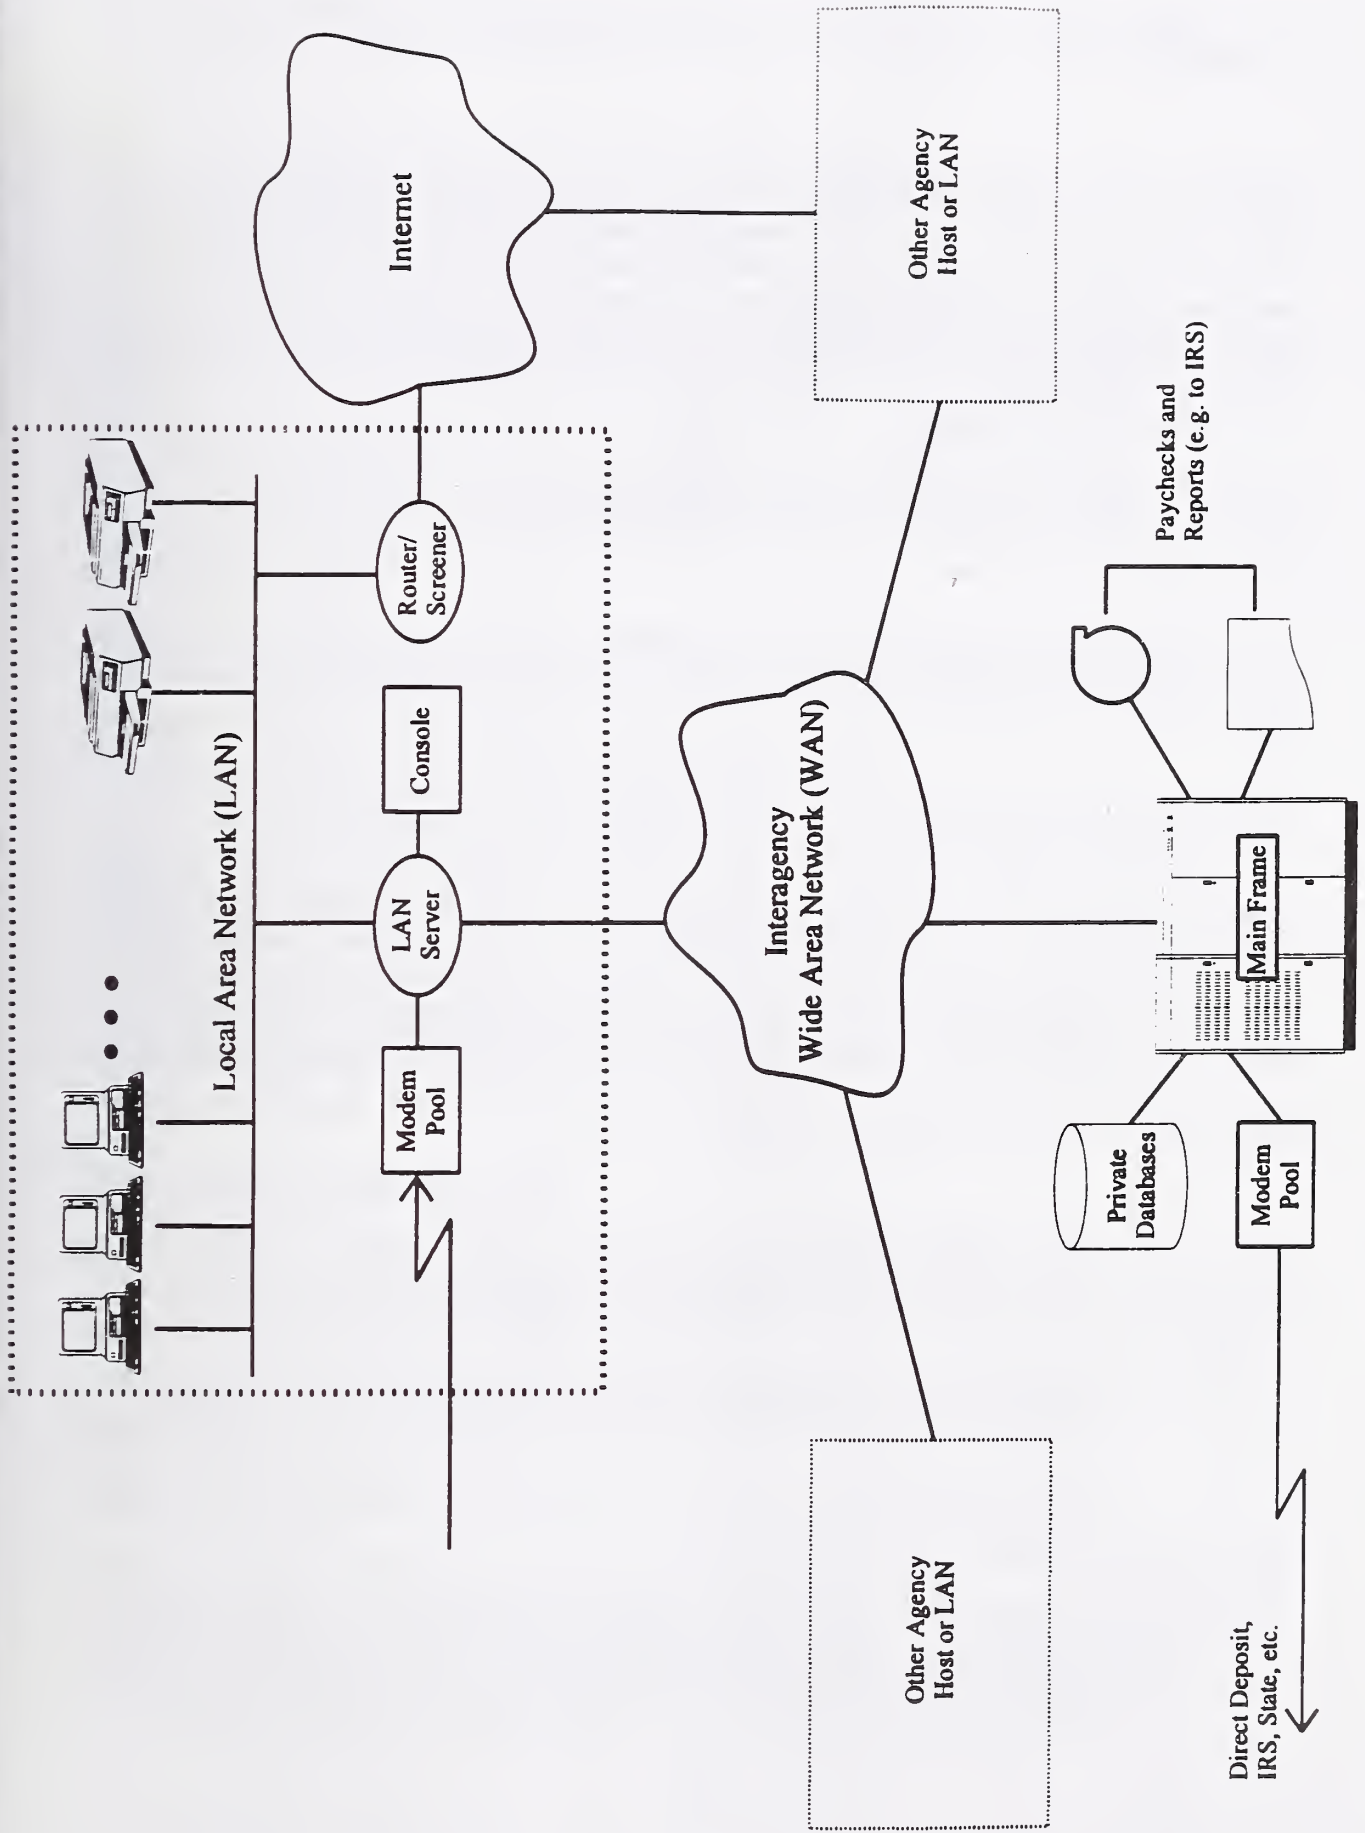 Local Area Network (LAN)
Modem
Pool
LAN
Server
Console
Router/
Screener
Internet
Interagency
Wide Area Network (WAN)
Other Agency
Host or LAN
Other Agency
Host or LAN
Private
Databases
Modem
Pool
Main Frame
Paychecks and
Reports (e.g. to IRS)
Direct Deposit,
IRS, State, etc.